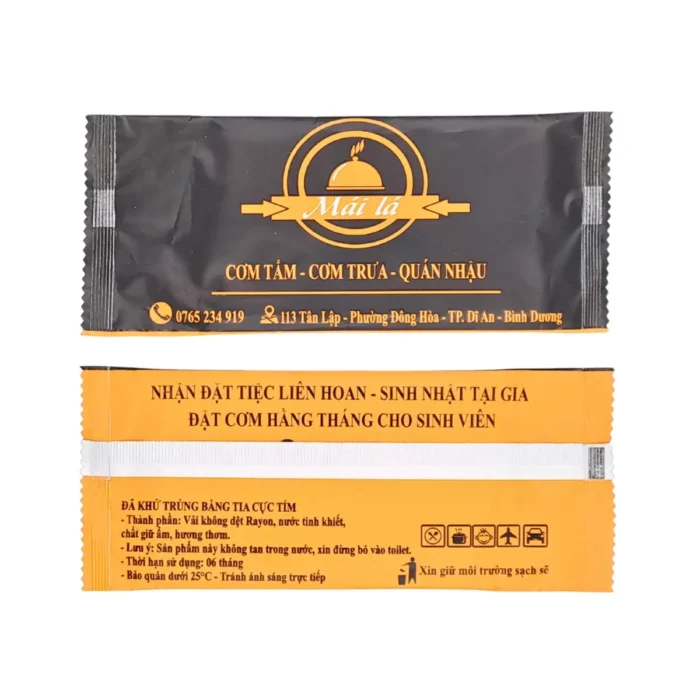 Mái lá
CƠM TẤM - CƠM TRƯA - QUÁN NHẬU
0765 234 919 113 Tân Lập - Phường Đông Hòa - TP. Dĩ An - Bình Dương
NHẬN ĐẶT TIỆC LIÊN HOAN - SINH NHẬT TẠI GIA
ĐẶT CƠM HẰNG THÁNG CHO SINH VIÊN
ĐÃ KHỬ TRÙNG BẰNG TIA CỰC TÍM
- Thành phần: Vải không dệt Rayon, nước tinh khiết,
chất giữ ẩm, hương thơm.
- Lưu ý: Sản phẩm này không tan trong nước, xin đừng bỏ vào toilet.
- Thời hạn sử dụng: 06 tháng
- Bảo quản dưới 25°C - Tránh ánh sáng trực tiếp
Xin giữ môi trường sạch sẽ